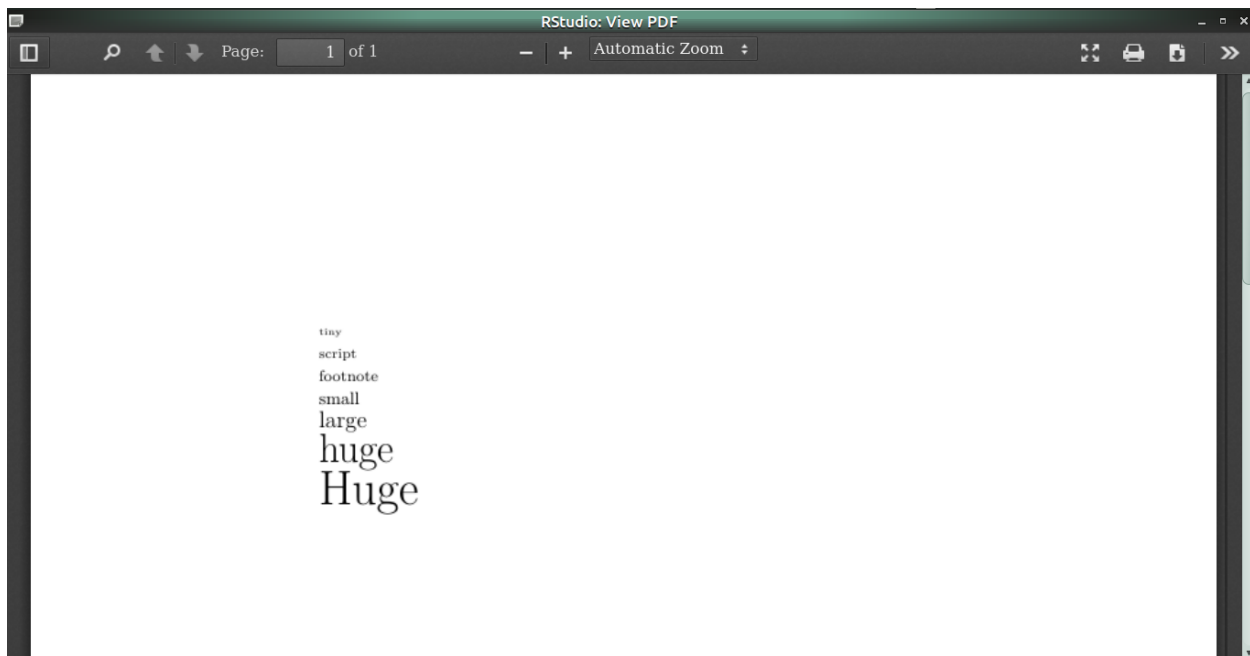 RStudio: View PDF
Page: 1 of 1 Automatic Zoom
tiny
script
footnote
small
large
huge
Huge